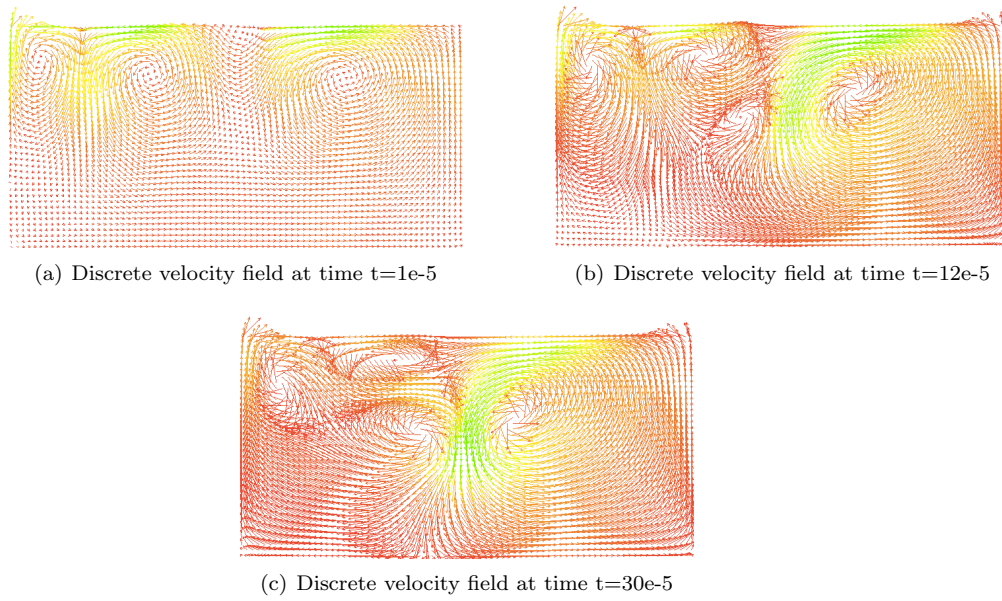 (a) Discrete velocity field at time t=1e-5
(b) Discrete velocity field at time t=12e-5
(c) Discrete velocity field at time t=30e-5